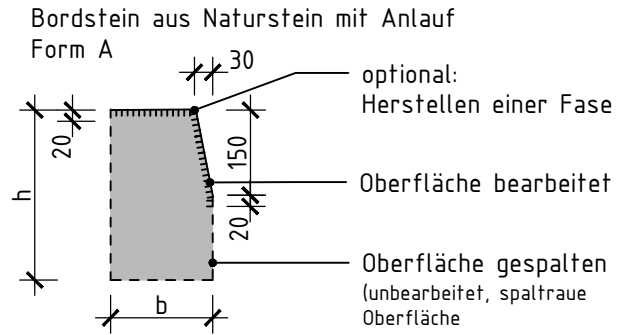 Bordstein aus Naturstein mit Anlauf
Form A
30
optional:
Herstellen einer Fase
20
150
h
Oberfläche bearbeitet
20
Oberfläche gespalten
(unbearbeitet, spaltraue
Oberfläche
b